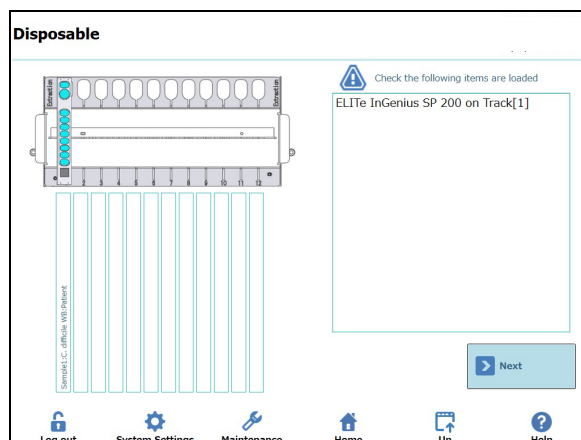 Disposable
Check the following items are loaded
ELITe InGenius SP 200 on Track[1]
Extraction
Extraction
2 3 4 5 6 7 8 9 10 11 12
Sample1:C. difficile WB:Patient
Next
Log out
System Settings
Maintenance
Home
Up
Help